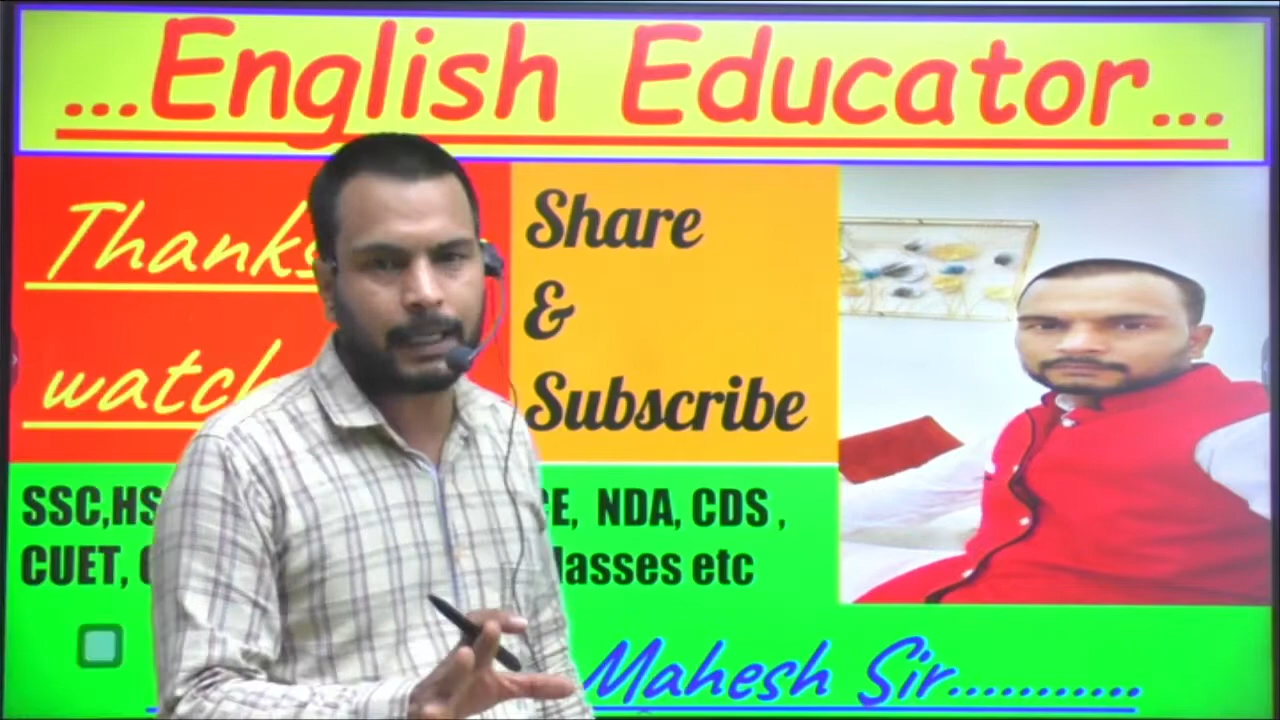 ...English Educator...
Thanks
watch
Share
&
Subscribe
SSC,HS E, NDA, CDS ,
CUET, lasses etc
Mahesh Sir............